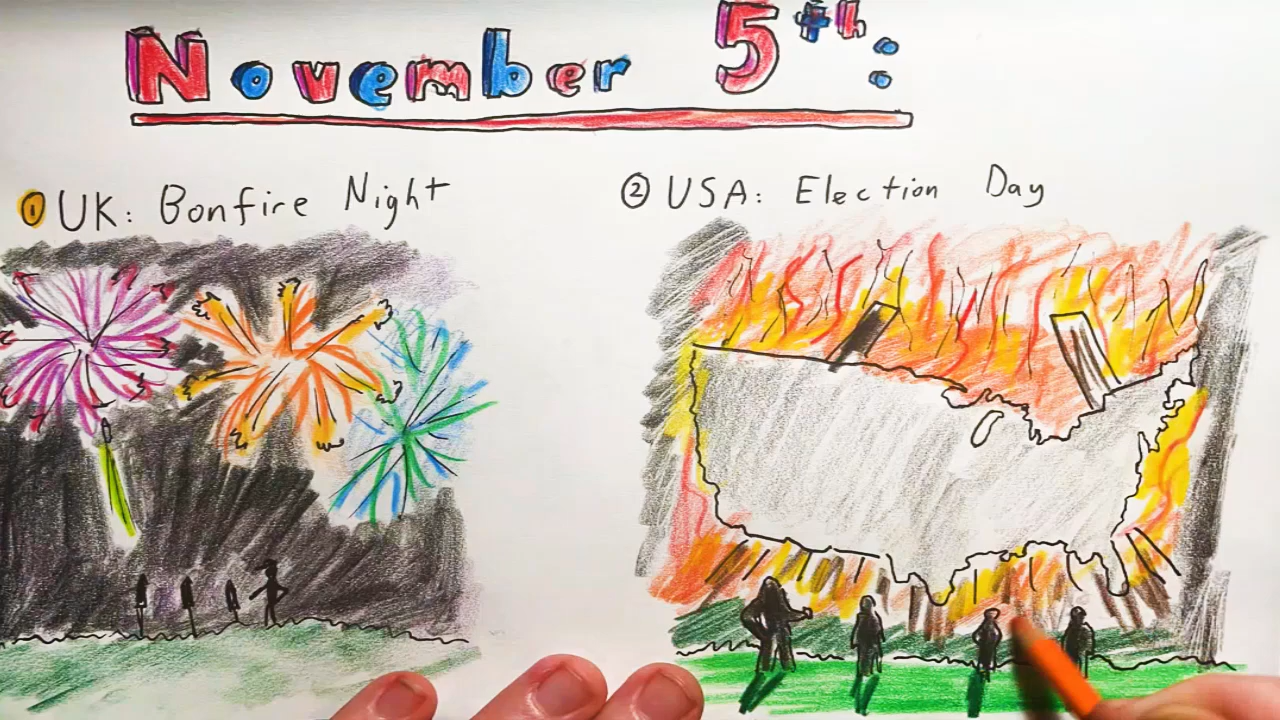 November 5th:
① UK: Bonfire Night
② USA: Election Day